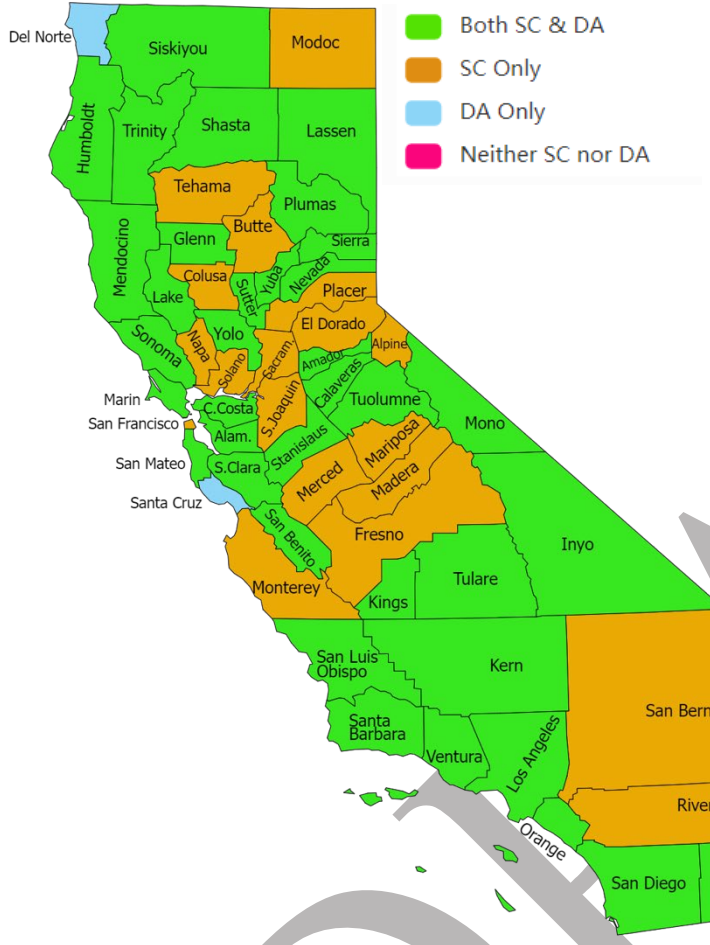 Both SC & DA
SC Only
DA Only
Neither SC nor DA
Del Norte
Siskiyou
Modoc
Humboldt
Trinity
Shasta
Lassen
Tehama
Plumas
Butte
Mendocino
Glenn
Sierra
Colusa
Yuba
Nevada
Lake
Sutter
Placer
El Dorado
Sonoma
Napa
Yolo
Solano
Sacram.
Alpine
Amador
Calaveras
Marin
C.Costa
S.Joaquin
Tuolumne
San Francisco
Alam.
Mono
Stanislaus
Mariposa
San Mateo
S.Clara
Merced
Madera
Santa Cruz
San Benito
Fresno
Inyo
Monterey
Kings
Tulare
San Luis
Obispo
Kern
San Bern
Santa
Barbara
Ventura
Los Angeles
River
Orange
San Diego